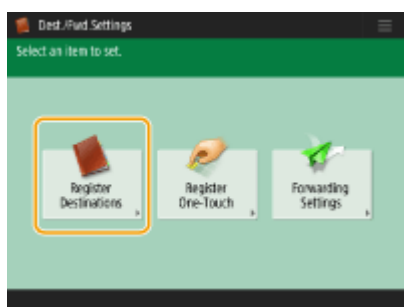 Dest./Fwd.Settings
Select an item to set.
Register
Destinations
Register
One-Touch
Forwarding
Settings